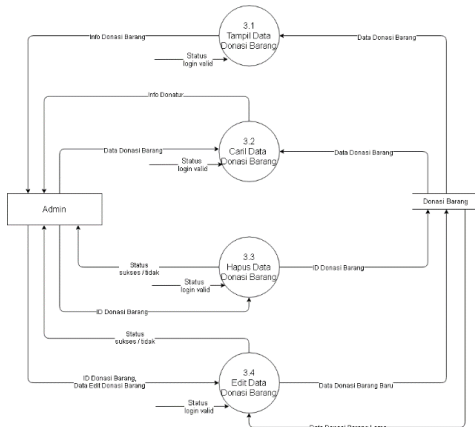 3.1
Tampil Data
Donasi Barang
Info Donasi Barang
Data Donasi Barang
Status
login valid
Info Donatur
3.2
Caril Data
Donasi Barang
Data Donasi Barang
Data Donasi Barang
Status
login valid
Admin
Donasi Barang
3.3
Hapus Data
Donasi Barang
Status
sukses / tidak
ID Donasi Barang
Status
login valid
ID Donasi Barang
Status
sukses / tidak
3.4
Edit Data
Donasi Barang
ID Donasi Barang,
Data Edit Donasi Barang
Data Donasi Barang Baru
Status
login valid
Data Donasi Barang Lama